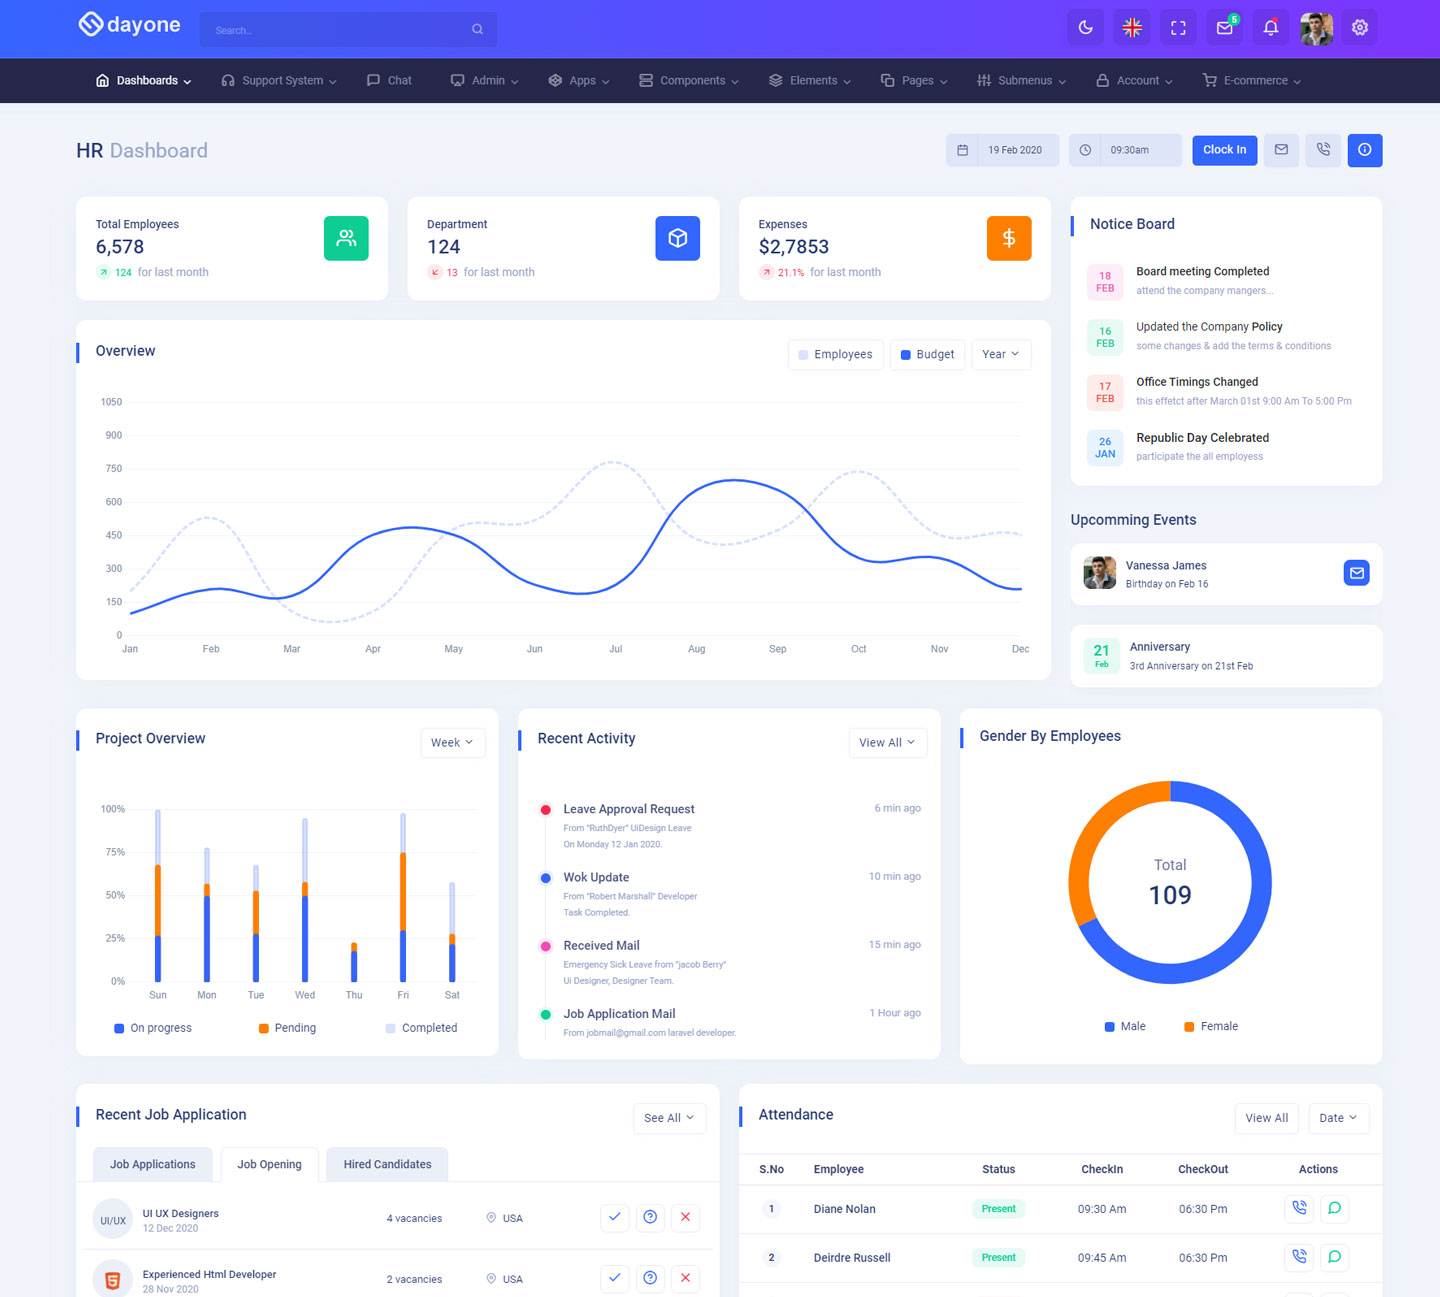 dayone
Search...
5
Dashboards
Support System
Chat
Admin
Apps
Components
Elements
Pages
Submenus
Account
E-commerce
HR Dashboard
19 Feb 2020
09:30am
Clock In
Total Employees
6,578
124 for last month
Department
124
13 for last month
Expenses
$2,7853
21.1% for last month
Notice Board
18
FEB
Board meeting Completed
attend the company mangers...
16
FEB
Updated the Company Policy
some changes & add the terms & conditions
17
FEB
Office Timings Changed
this effetct after March 01st 9:00 Am To 5:00 Pm
26
JAN
Republic Day Celebrated
participate the all employess
Overview
Employees
Budget
Year
1050
900
750
600
450
300
150
0
Jan
Feb
Mar
Apr
May
Jun
Jul
Aug
Sep
Oct
Nov
Dec
Upcomming Events
Vanessa James
Birthday on Feb 16
21
Feb
Anniversary
3rd Anniversary on 21st Feb
Project Overview
Week
100%
75%
50%
25%
0%
Sun
Mon
Tue
Wed
Thu
Fri
Sat
On progress
Pending
Completed
Recent Activity
View All
Leave Approval Request
6 min ago
From "RuthDyer" UiDesign Leave
On Monday 12 Jan 2020.
Wok Update
10 min ago
From "Robert Marshall" Developer
Task Completed.
Received Mail
15 min ago
Emergency Sick Leave from "jacob Berry"
Ui Designer, Designer Team.
Job Application Mail
1 Hour ago
From jobmail@gmail.com laravel developer.
Gender By Employees
Total
109
Male
Female
Recent Job Application
See All
Job Applications
Job Opening
Hired Candidates
UI/UX
UI UX Designers
12 Dec 2020
4 vacancies
USA
5
Experienced Html Developer
28 Nov 2020
2 vacancies
USA
Attendance
View All
Date
S.No
Employee
Status
CheckIn
CheckOut
Actions
1
Diane Nolan
Present
09:30 Am
06:30 Pm
2
Deirdre Russell
Present
09:45 Am
06:30 Pm